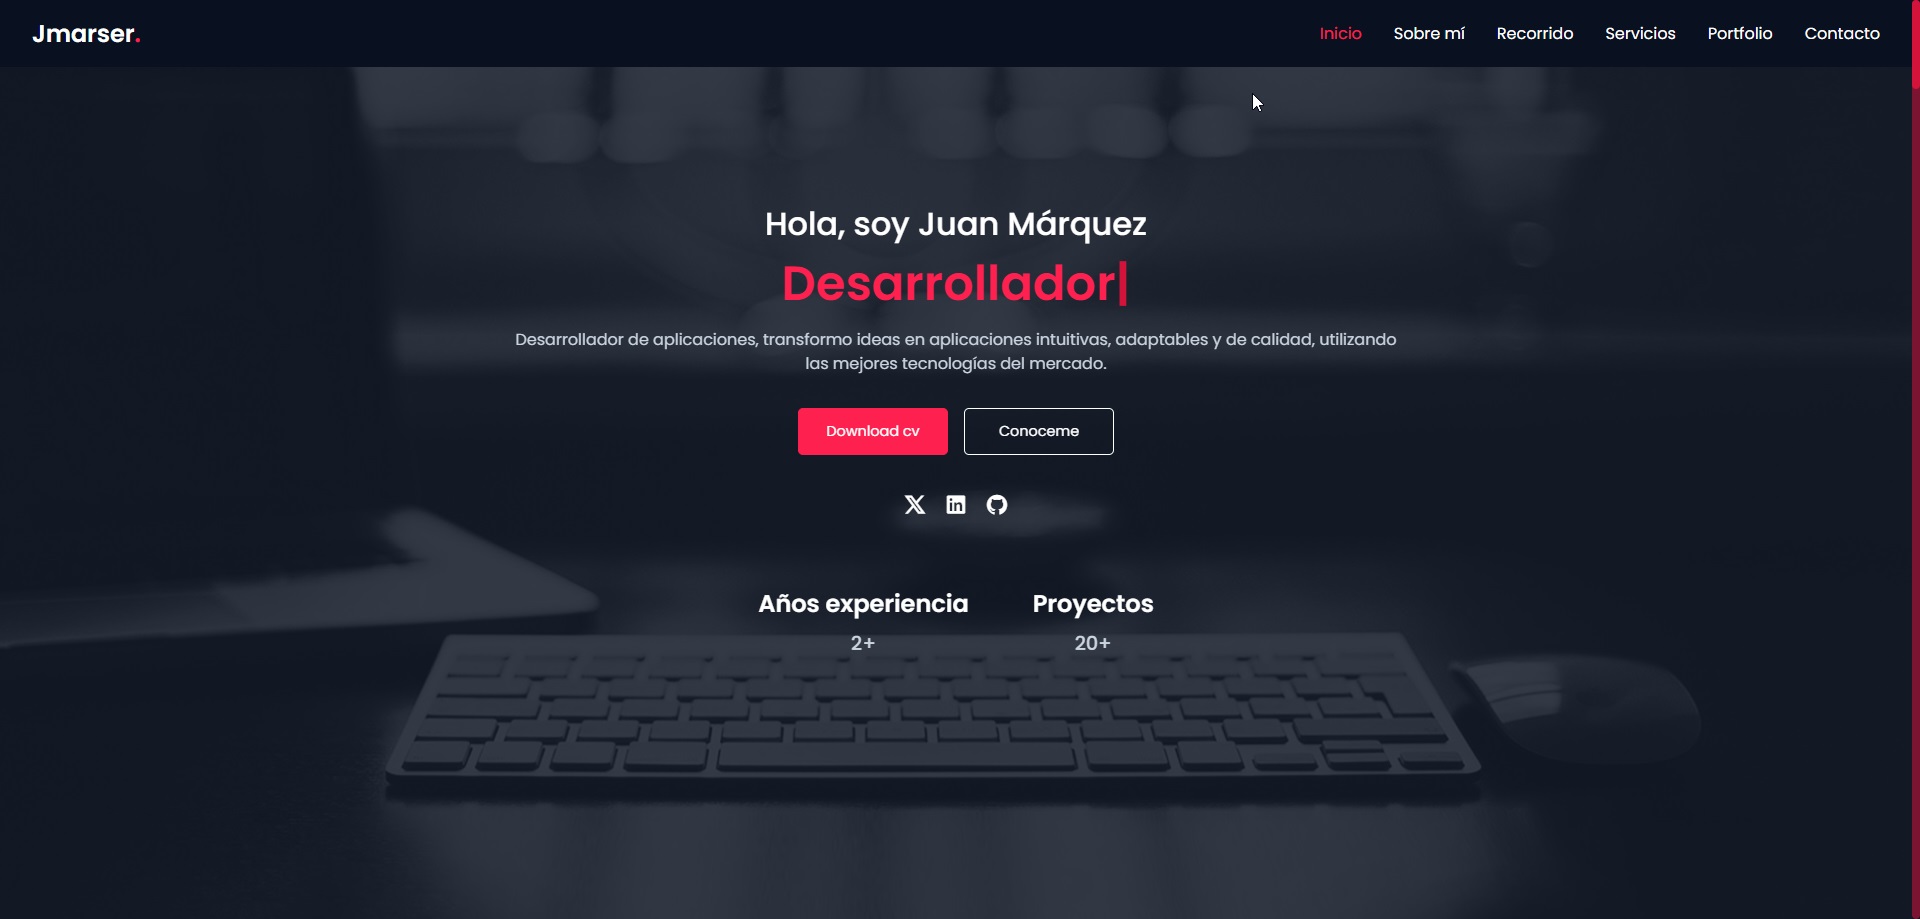 Jmarser.
Inicio Sobre mí Recorrido Servicios Portfolio Contacto
Hola, soy Juan Márquez
Desarrollador|
Desarrollador de aplicaciones, transformo ideas en aplicaciones intuitivas, adaptables y de calidad, utilizando
las mejores tecnologías del mercado.
Download cv Conoceme
Años experiencia Proyectos
2+ 20+